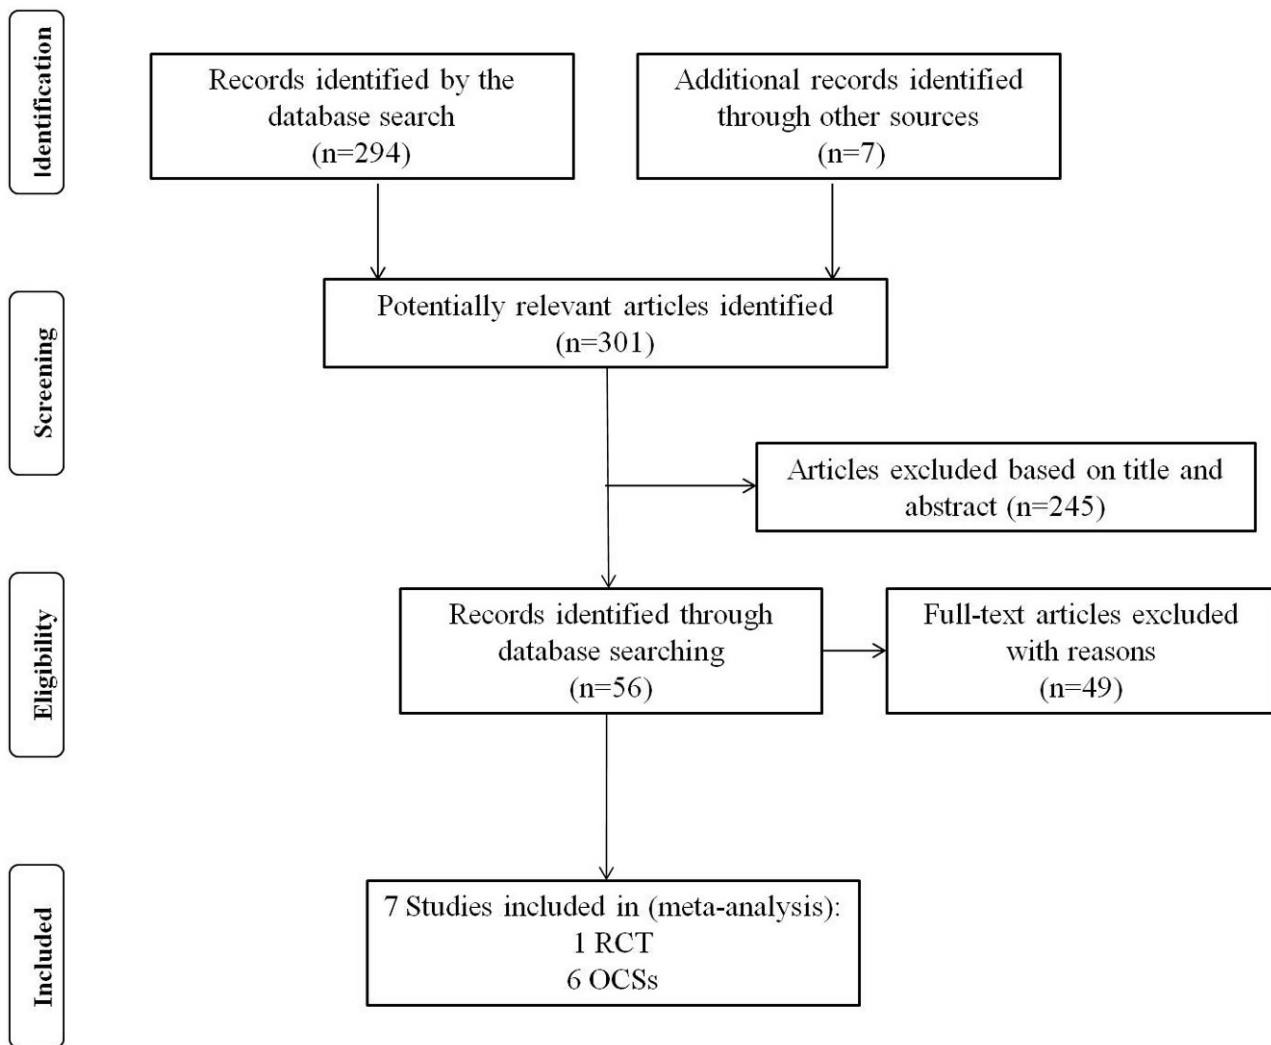 Identification
Records identified by the
database search
(n=294)
Additional records identified
through other sources
(n=7)
Screening
Potentially relevant articles identified
(n=301)
Articles excluded based on title and
abstract (n=245)
Eligibility
Records identified through
database searching
(n=56)
Full-text articles excluded
with reasons
(n=49)
Included
7 Studies included in (meta-analysis):
1 RCT
6 OCSs